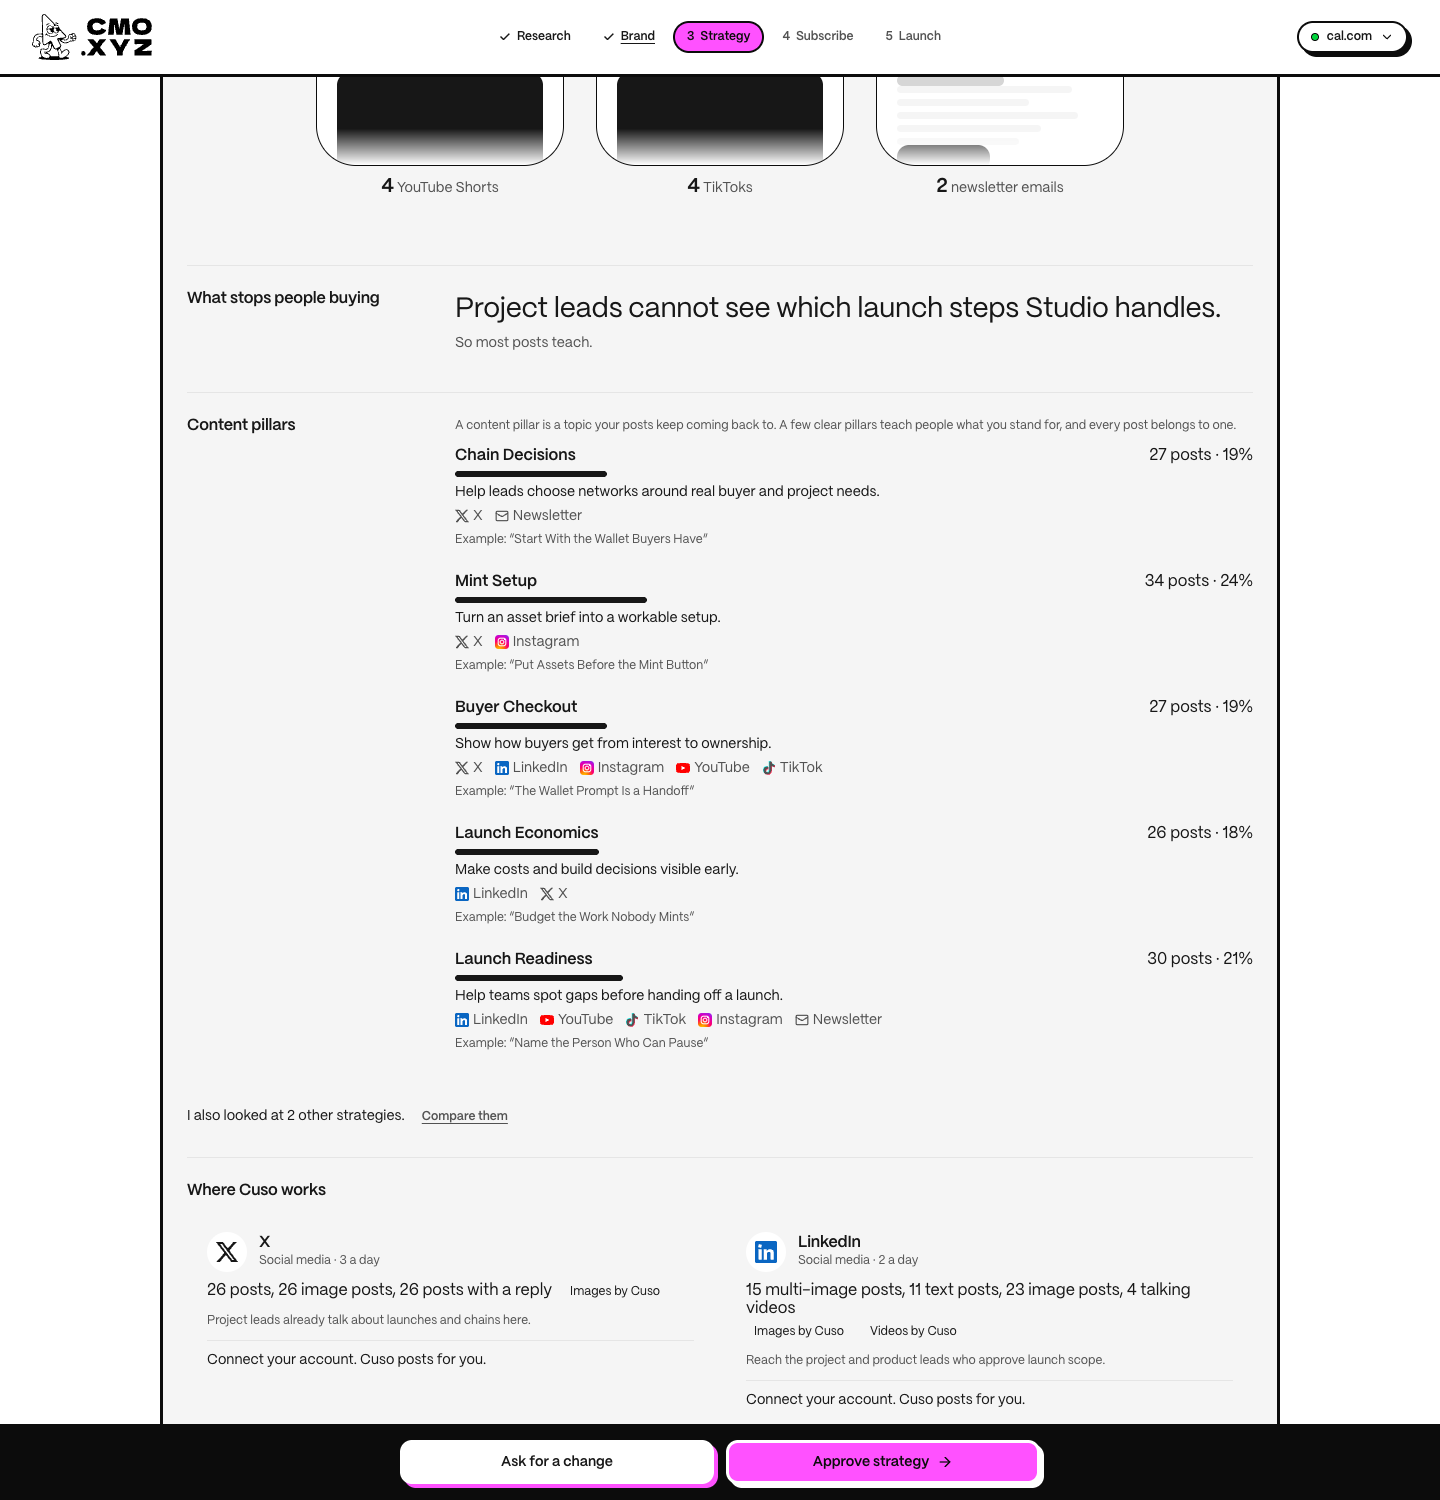 CMO
.XYZ
Research
Brand
3 Strategy
4 Subscribe
5 Launch
cal.com
4 YouTube Shorts
4 TikToks
2 newsletter emails
What stops people buying
Project leads cannot see which launch steps Studio handles.
So most posts teach.
Content pillars
A content pillar is a topic your posts keep coming back to. A few clear pillars teach people what you stand for, and every post belongs to one.
Chain Decisions
27 posts · 19%
Help leads choose networks around real buyer and project needs.
X Newsletter
Example: “Start With the Wallet Buyers Have”
Mint Setup
34 posts · 24%
Turn an asset brief into a workable setup.
X Instagram
Example: “Put Assets Before the Mint Button”
Buyer Checkout
27 posts · 19%
Show how buyers get from interest to ownership.
X LinkedIn Instagram YouTube TikTok
Example: “The Wallet Prompt Is a Handoff”
Launch Economics
26 posts · 18%
Make costs and build decisions visible early.
LinkedIn X
Example: “Budget the Work Nobody Mints”
Launch Readiness
30 posts · 21%
Help teams spot gaps before handing off a launch.
LinkedIn YouTube TikTok Instagram Newsletter
Example: “Name the Person Who Can Pause”
I also looked at 2 other strategies. Compare them
Where Cuso works
X
Social media · 3 a day
26 posts, 26 image posts, 26 posts with a reply Images by Cuso
Project leads already talk about launches and chains here.
Connect your account. Cuso posts for you.
LinkedIn
Social media · 2 a day
15 multi-image posts, 11 text posts, 23 image posts, 4 talking
videos
Images by Cuso Videos by Cuso
Reach the project and product leads who approve launch scope.
Connect your account. Cuso posts for you.
Ask for a change
Approve strategy